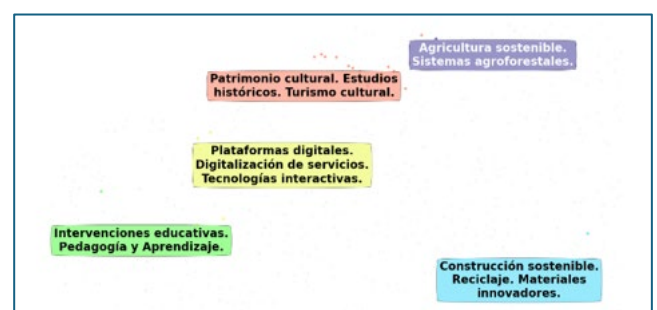 Agricultura sostenible.
Sistemas agroforestales.
Patrimonio cultural. Estudios
históricos. Turismo cultural.
Plataformas digitales.
Digitalización de servicios.
Tecnologías interactivas.
Intervenciones educativas.
Pedagogía y Aprendizaje.
Construcción sostenible.
Reciclaje. Materiales
innovadores.